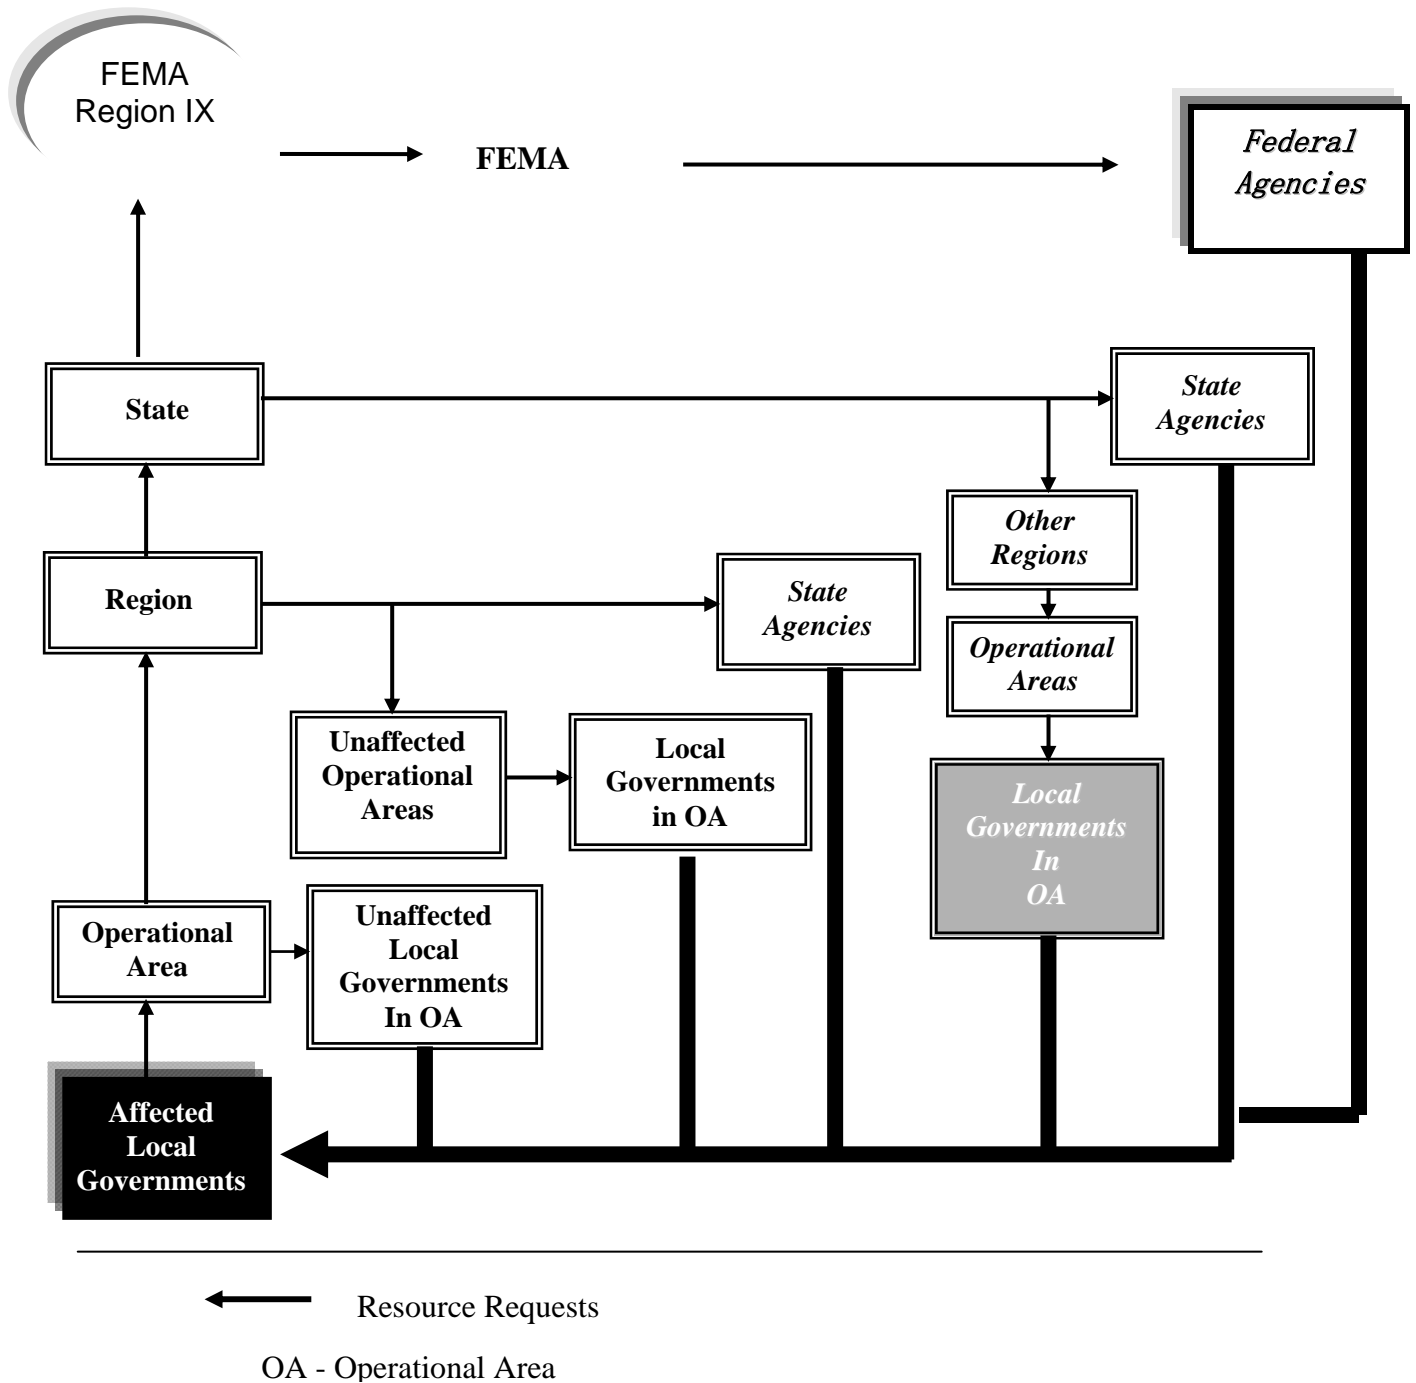 FEMA
Region IX
FEMA
Federal
Agencies
State
State
Agencies
Other
Regions
Region
State
Agencies
Operational
Areas
Unaffected
Operational
Areas
Local
Governments
in OA
Local
Governments
In
OA
Operational
Area
Unaffected
Local
Governments
In OA
Affected
Local
Governments
Resource Requests
OA - Operational Area